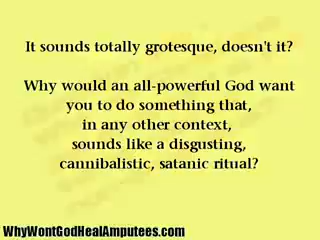 It sounds totally grotesque, doesn't it?
Why would an all-powerful God want
you to do something that,
in any other context,
sounds like a disgusting,
cannibalistic, satanic ritual?
WhyWontGodHealAmputees.com